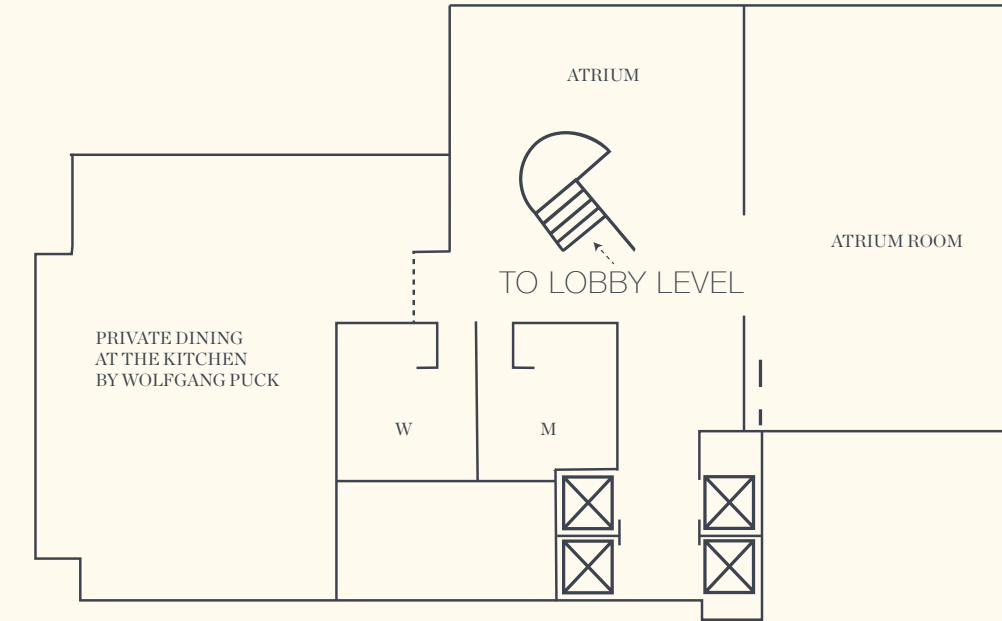 ATRIUM
ATRIUM ROOM
TO LOBBY LEVEL
PRIVATE DINING
AT THE KITCHEN
BY WOLFGANG PUCK
W
M